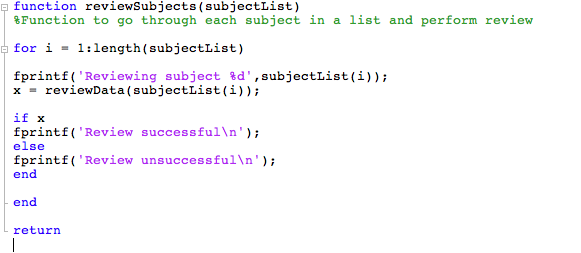 function reviewSubjects(subjectList)
%Function to go through each subject in a list and perform review
for i = 1:length(subjectList)
fprintf('Reviewing subject %d',subjectList(i));
x = reviewData(subjectList(i));
if x
fprintf('Review successful\n');
else
fprintf('Review unsuccessful\n');
end
end
return